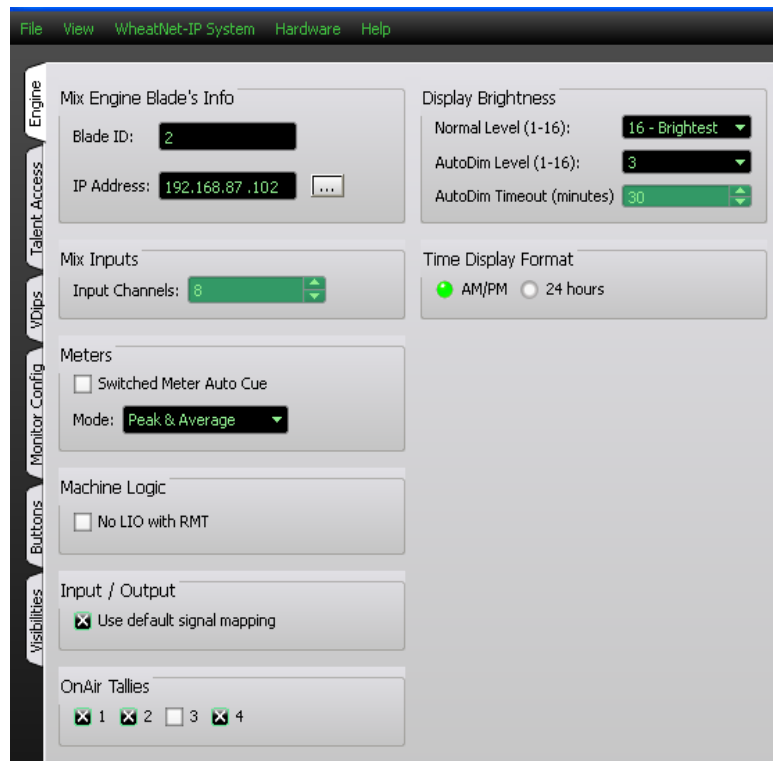 File View WheatNet-IP System Hardware Help
Engine
Talent Access
VDips
Monitor Config
Buttons
Visibilities
Mix Engine Blade's Info
Blade ID: 2
IP Address: 192.168.87 .102 ...
Mix Inputs
Input Channels: 8
Meters
Switched Meter Auto Cue
Mode: Peak & Average
Machine Logic
No LIO with RMT
Input / Output
Use default signal mapping
OnAir Tallies
1 2 3 4
Display Brightness
Normal Level (1-16): 16 - Brightest
AutoDim Level (1-16): 3
AutoDim Timeout (minutes) 30
Time Display Format
AM/PM 24 hours